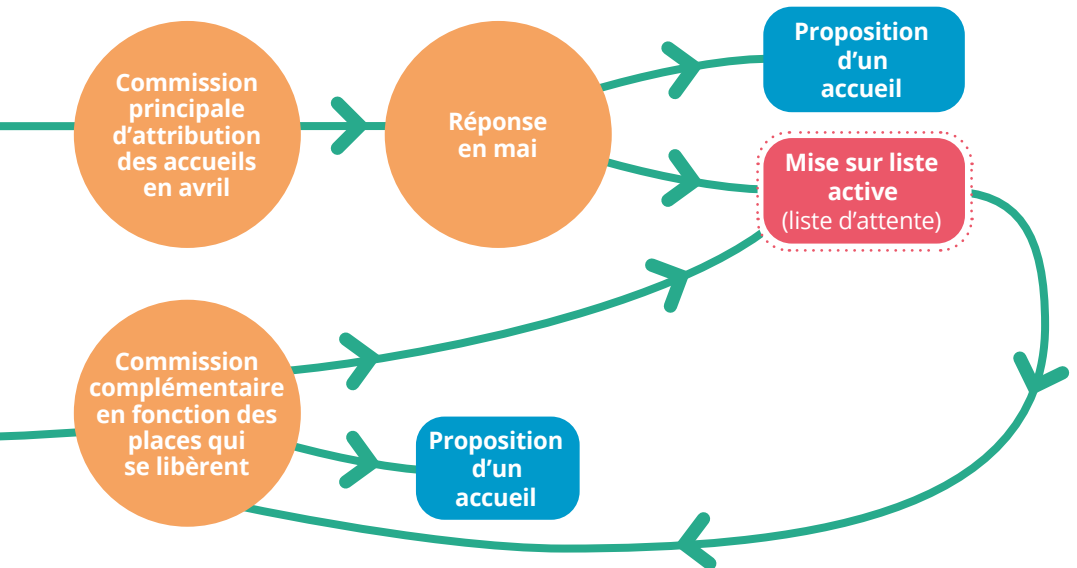 Commission
principale
d’attribution
des accueils
en avril
Réponse
en mai
Proposition
d’un
accueil
Mise sur liste
active
(liste d’attente)
Commission
complémentaire
en fonction des
places qui
se libèrent
Proposition
d’un
accueil